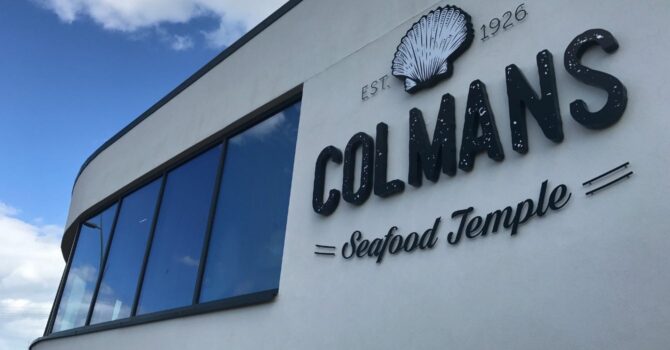 EST. 1926
COLMANS
Seafood Temple